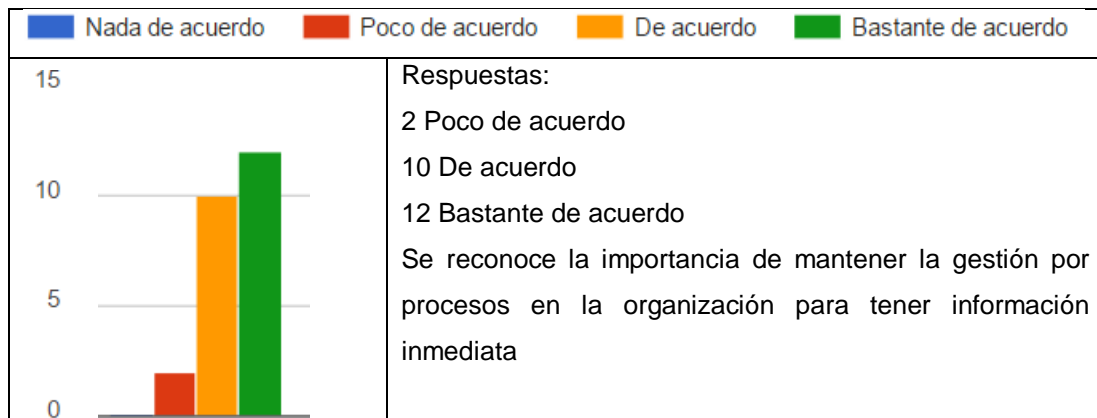 Nada de acuerdo Poco de acuerdo De acuerdo Bastante de acuerdo
15
10
5
0
Respuestas:
2 Poco de acuerdo
10 De acuerdo
12 Bastante de acuerdo
Se reconoce la importancia de mantener la gestión por
procesos en la organización para tener información
inmediata